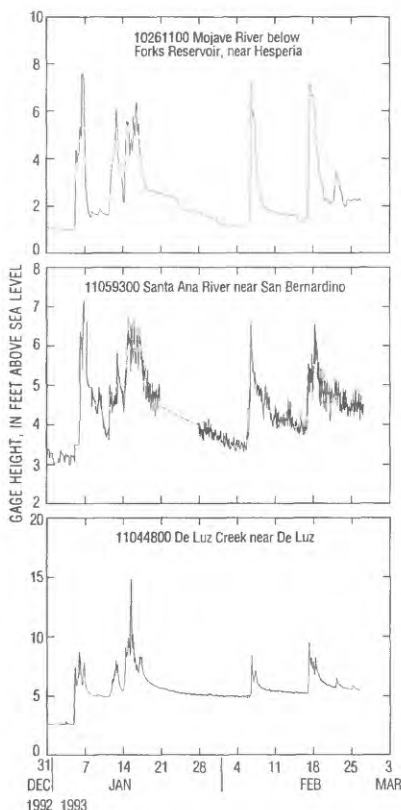 10261100 Mojave River below
Forks Reservoir, near Hesperia
10
8
6
4
2
0
11059300 Santa Ana River near San Bernardino
8
7
6
5
4
3
2
GAGE HEIGHT, IN FEET ABOVE SEA LEVEL
11044800 De Luz Creek near De Luz
20
15
10
5
0
31 7 14 21 28 4 11 18 25 3
DEC JAN FEB MAR
1992 1993